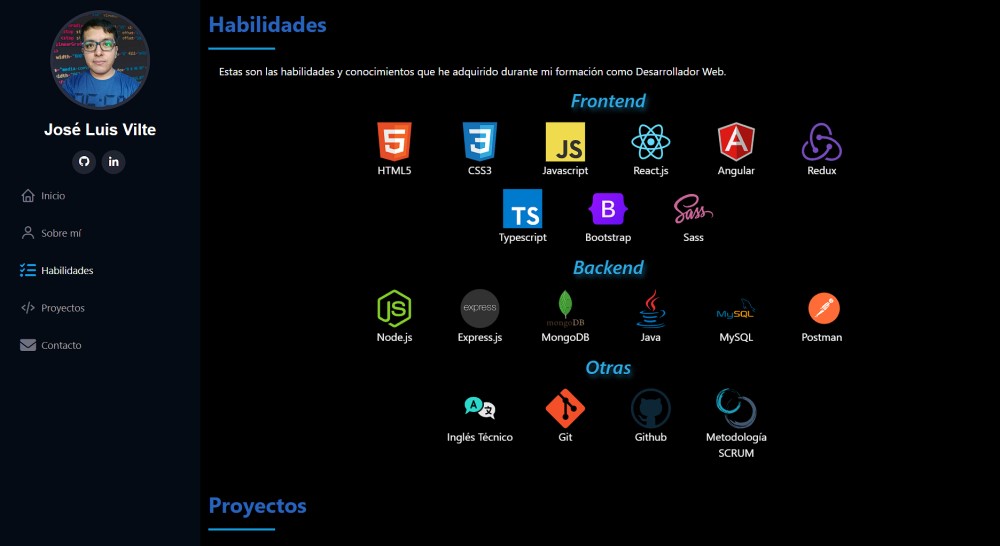 José Luis Vilte
Inicio
Sobre mí
Habilidades
Proyectos
Contacto
Habilidades
Estas son las habilidades y conocimientos que he adquirido durante mi formación como Desarrollador Web.
Frontend
HTML5
CSS3
JS
Javascript
React.js
Angular
Redux
TS
Typescript
Bootstrap
Sass
Sass
Backend
Node.js
express
Express.js
mongoDB
MongoDB
Java
MySQL
MySQL
Postman
Otras
Inglés Técnico
Git
Github
Metodología
SCRUM
Proyectos